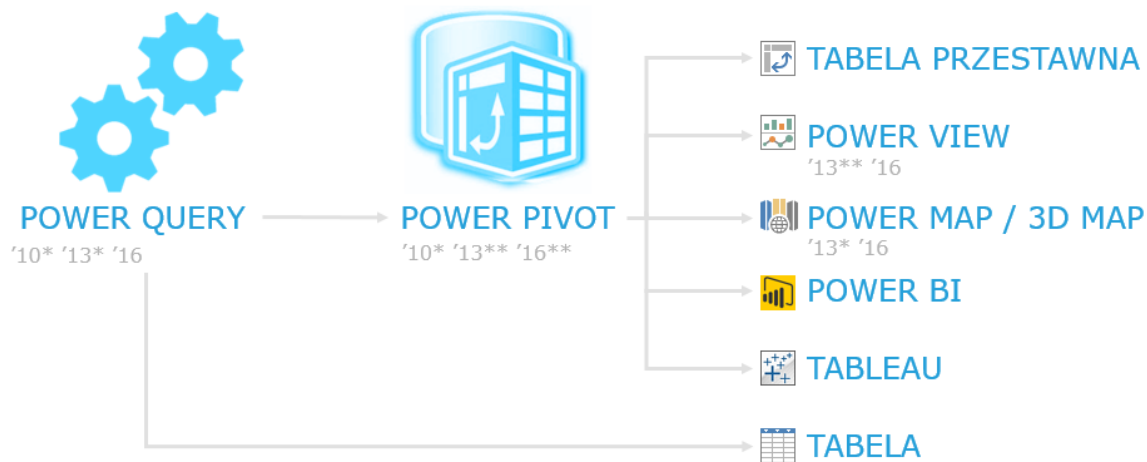 POWER QUERY
'10* '13* '16
POWER PIVOT
'10* '13** '16**
TABELA PRZESTAWNA
POWER VIEW
'13** '16
POWER MAP / 3D MAP
'13* '16
POWER BI
TABLEAU
TABELA